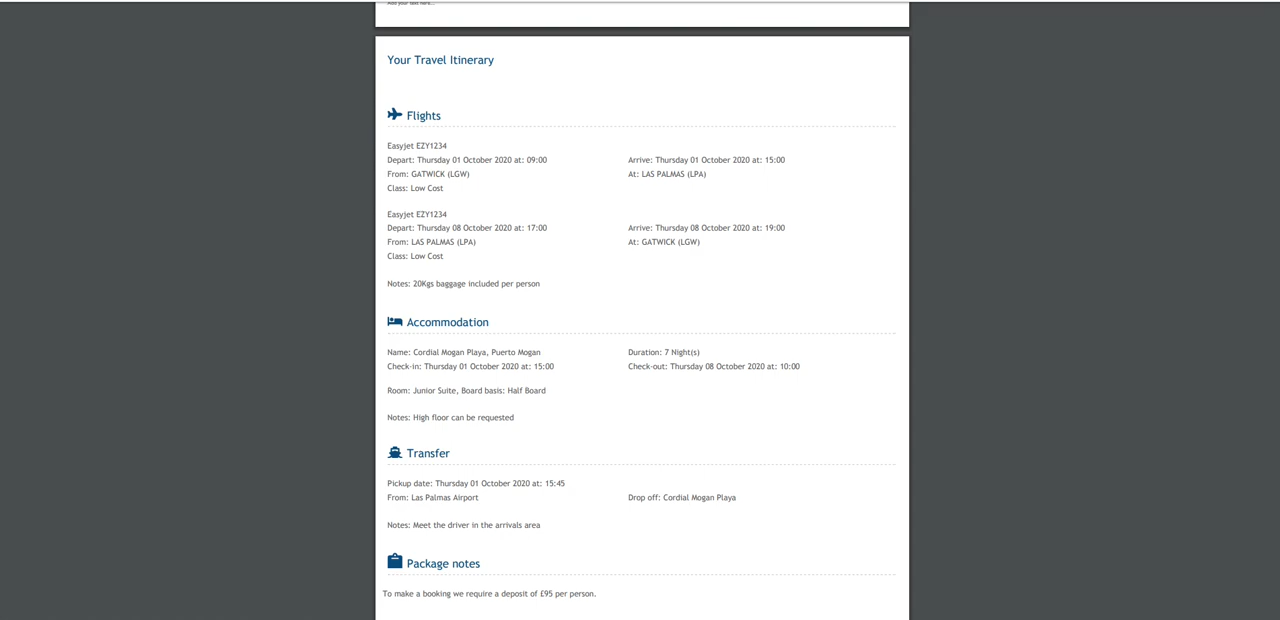 Add your text here...
Your Travel Itinerary
Flights
Easyjet EZY1234
Depart: Thursday 01 October 2020 at: 09:00 Arrive: Thursday 01 October 2020 at: 15:00
From: GATWICK (LGW) At: LAS PALMAS (LPA)
Class: Low Cost
Easyjet EZY1234
Depart: Thursday 08 October 2020 at: 17:00 Arrive: Thursday 08 October 2020 at: 19:00
From: LAS PALMAS (LPA) At: GATWICK (LGW)
Class: Low Cost
Notes: 20Kgs baggage included per person
Accommodation
Name: Cordial Mogan Playa, Puerto Mogan Duration: 7 Night(s)
Check-in: Thursday 01 October 2020 at: 15:00 Check-out: Thursday 08 October 2020 at: 10:00
Room: Junior Suite, Board basis: Half Board
Notes: High floor can be requested
Transfer
Pickup date: Thursday 01 October 2020 at: 15:45
From: Las Palmas Airport Drop off: Cordial Mogan Playa
Notes: Meet the driver in the arrivals area
Package notes
To make a booking we require a deposit of £95 per person.